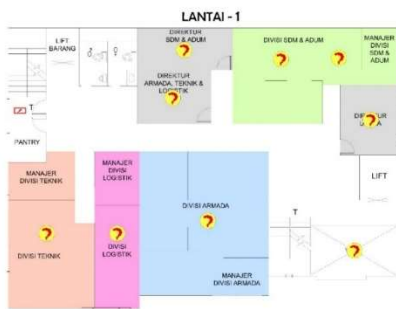 LANTAI - 1
LIFT
BARANG
DIREKTUR
SDM & ADUM
DIREKTUR
ARMADA, TEKNIK &
LOGISTIK
DIVISI SDM & ADUM
MANAJER
DIVISI
SDM &
ADUM
T
PANTRY
LIFT
MANAJER
DIVISI TEKNIK
MANAJER
DIVISI
LOGISTIK
DIVISI ARMADA
T
DIVISI TEKNIK
DIVISI
LOGISTIK
MANAJER
DIVISI ARMADA